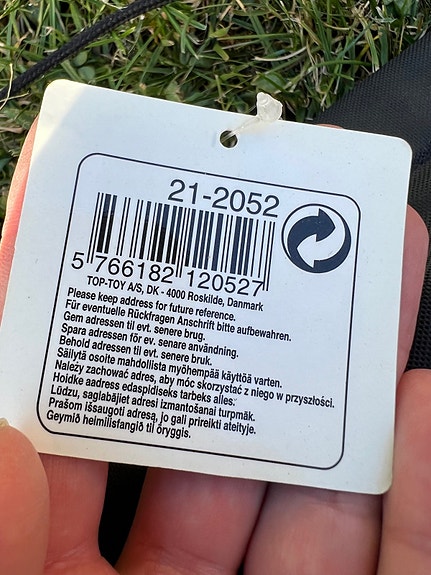 21-2052
5 766182 120527
TOP-TOY A/S, DK - 4000 Roskilde, Danmark
Please keep address for future reference.
Für eventuelle Rückfragen Anschrift bitte aufbewahren.
Gem adressen til evt. senere brug.
Spara adressen för ev. senare användning.
Behold adressen til evt. senere bruk.
Säilytä osoite mahdollista myöhempää käyttöä varten.
Należy zachować adres, aby móc skorzystać z niego w przyszłości.
Hoidke aadress edaspidiseks tarbeks alles.
Lūdzu, saglabājiet adresi izmantošanai turpmāk.
Prašom išsaugoti adresą, jo gali prireikti ateityje.
Geymið heimilisfangið til öryggis.